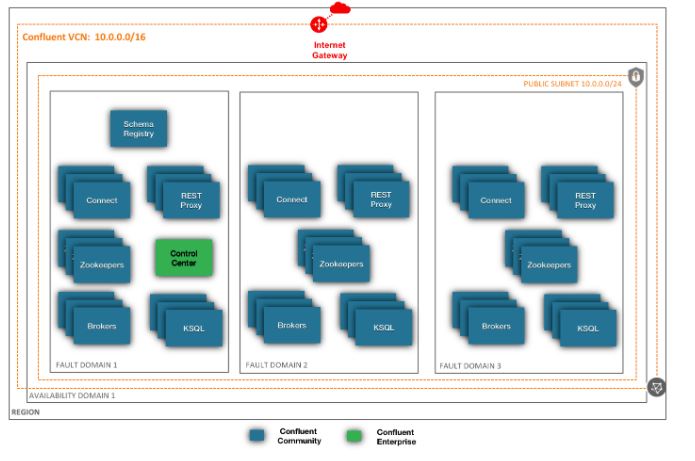 Confluent VCN: 10.0.0.0/16
Internet
Gateway
PUBLIC SUBNET 10.0.0.0/24
Schema
Registry
Connect
REST
Proxy
Connect
REST
Proxy
Connect
REST
Proxy
Zookeepers
Control
Center
Zookeepers
Zookeepers
Brokers
KSQL
Brokers
KSQL
Brokers
KSQL
FAULT DOMAIN 1
FAULT DOMAIN 2
FAULT DOMAIN 3
AVAILABILITY DOMAIN 1
REGION
Confluent
Community
Confluent
Enterprise